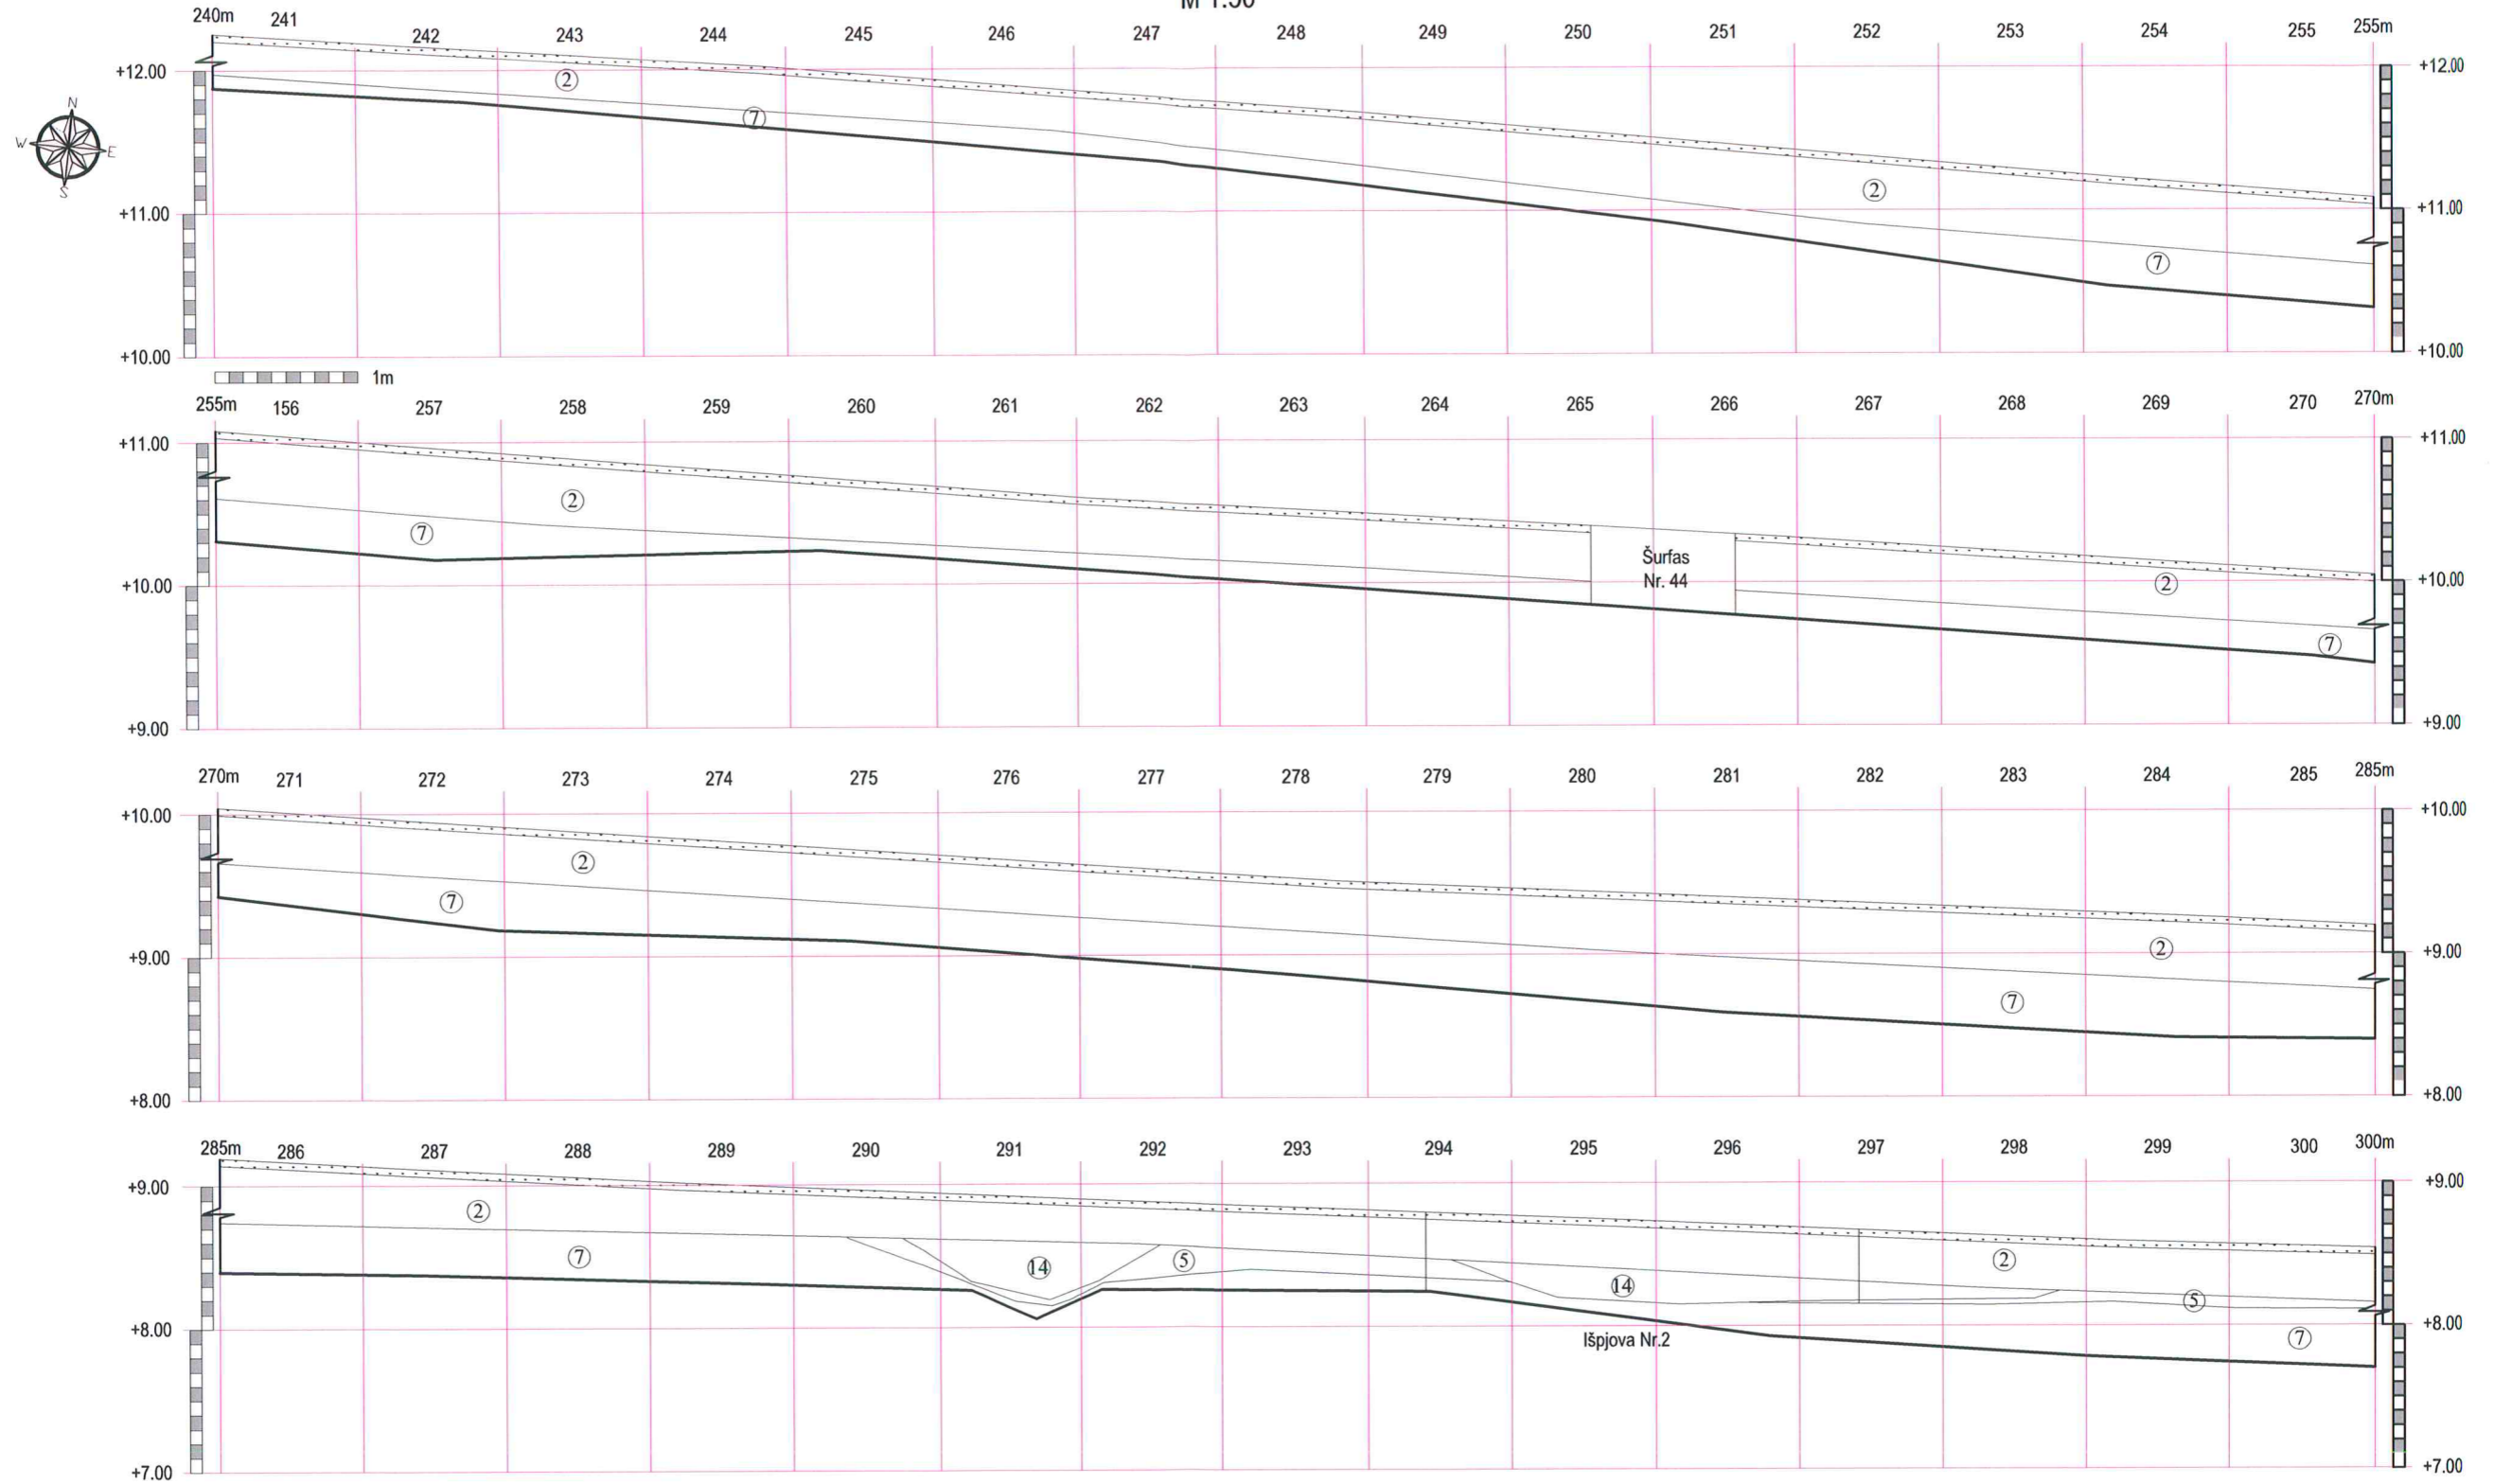 M 1:50
240m 241 242 243 244 245 246 247 248 249 250 251 252 253 254 255 255m
+12.00 +12.00
② ⑦ ② ⑦
N
W E
S
+11.00 +11.00
+10.00 +10.00
1m
255m 156 257 258 259 260 261 262 263 264 265 266 267 268 269 270 270m
+11.00 +11.00
② ⑦ ② ⑦
Šurfas
Nr. 44
+10.00 +10.00
+9.00 +9.00
270m 271 272 273 274 275 276 277 278 279 280 281 282 283 284 285 285m
+10.00 +10.00
② ⑦ ② ⑦
+9.00 +9.00
+8.00 +8.00
285m 286 287 288 289 290 291 292 293 294 295 296 297 298 299 300 300m
+9.00 +9.00
② ⑦ ⑭ ⑤ ⑭ ② ⑤ ⑦
+8.00 +8.00
Išpjova Nr.2
+7.00 +7.00